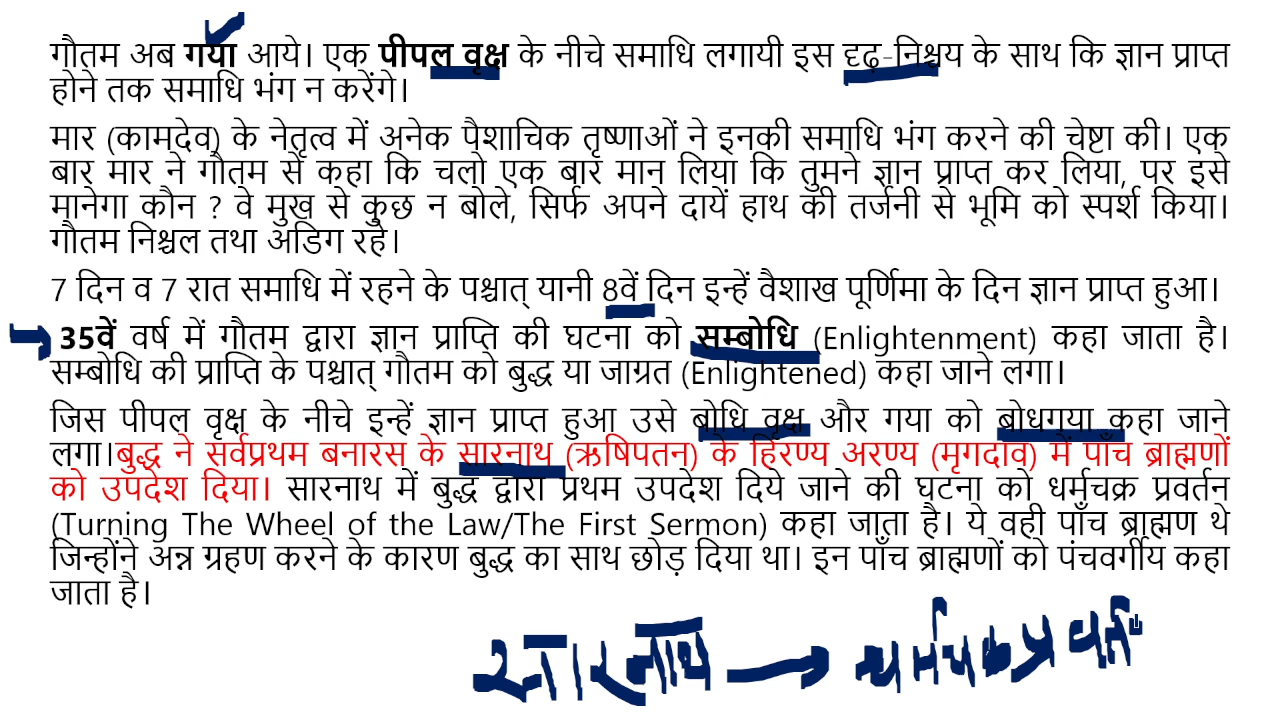 गौतम अब गया आये। एक पीपल वृक्ष के नीचे समाधि लगायी इस दृढ़-निश्चय के साथ कि ज्ञान प्राप्त
होने तक समाधि भंग न करेंगे।
मार (कामदेव) के नेतृत्व में अनेक पैशाचिक तृष्णाओं ने इनकी समाधि भंग करने की चेष्टा की। एक
बार मार ने गौतम से कहा कि चलो एक बार मान लिया कि तुमने ज्ञान प्राप्त कर लिया, पर इसे
मानेगा कौन ? वे मुख से कुछ न बोले, सिर्फ अपने दायें हाथ की तर्जनी से भूमि को स्पर्श किया।
गौतम निश्चल तथा अडिग रहे।
7 दिन व 7 रात समाधि में रहने के पश्चात् यानी 8वें दिन इन्हें वैशाख पूर्णिमा के दिन ज्ञान प्राप्त हुआ।
35वें वर्ष में गौतम द्वारा ज्ञान प्राप्ति की घटना को सम्बोधि (Enlightenment) कहा जाता है।
सम्बोधि की प्राप्ति के पश्चात् गौतम को बुद्ध या जाग्रत (Enlightened) कहा जाने लगा।
जिस पीपल वृक्ष के नीचे इन्हें ज्ञान प्राप्त हुआ उसे बोधि वृक्ष और गया को बोधगया कहा जाने
लगा।बुद्ध ने सर्वप्रथम बनारस के सारनाथ (ऋषिपतन) के हिरण्य अरण्य (मृगदाव) में पाँच ब्राह्मणों
को उपदेश दिया। सारनाथ में बुद्ध द्वारा प्रथम उपदेश दिये जाने की घटना को धर्मचक्र प्रवर्तन
(Turning The Wheel of the Law/The First Sermon) कहा जाता है। ये वही पाँच ब्राह्मण थे
जिन्होंने अन्न ग्रहण करने के कारण बुद्ध का साथ छोड़ दिया था। इन पाँच ब्राह्मणों को पंचवर्गीय कहा
जाता है।
सारनाथ → धर्मचक्र प्रवर्त